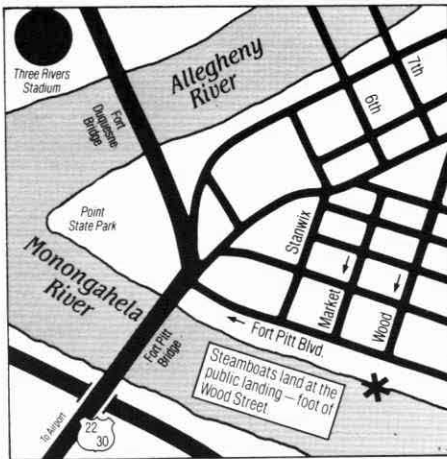 Three Rivers
Stadium
Allegheny
River
Fort
Duquesne
Bridge
7th
6th
Point
State Park
Stanwix
Monongahela
River
Market
Wood
Fort Pitt Blvd.
Fort Pitt
Bridge
Steamboats land at the
public landing — foot of
Wood Street.
To Airport
22
30